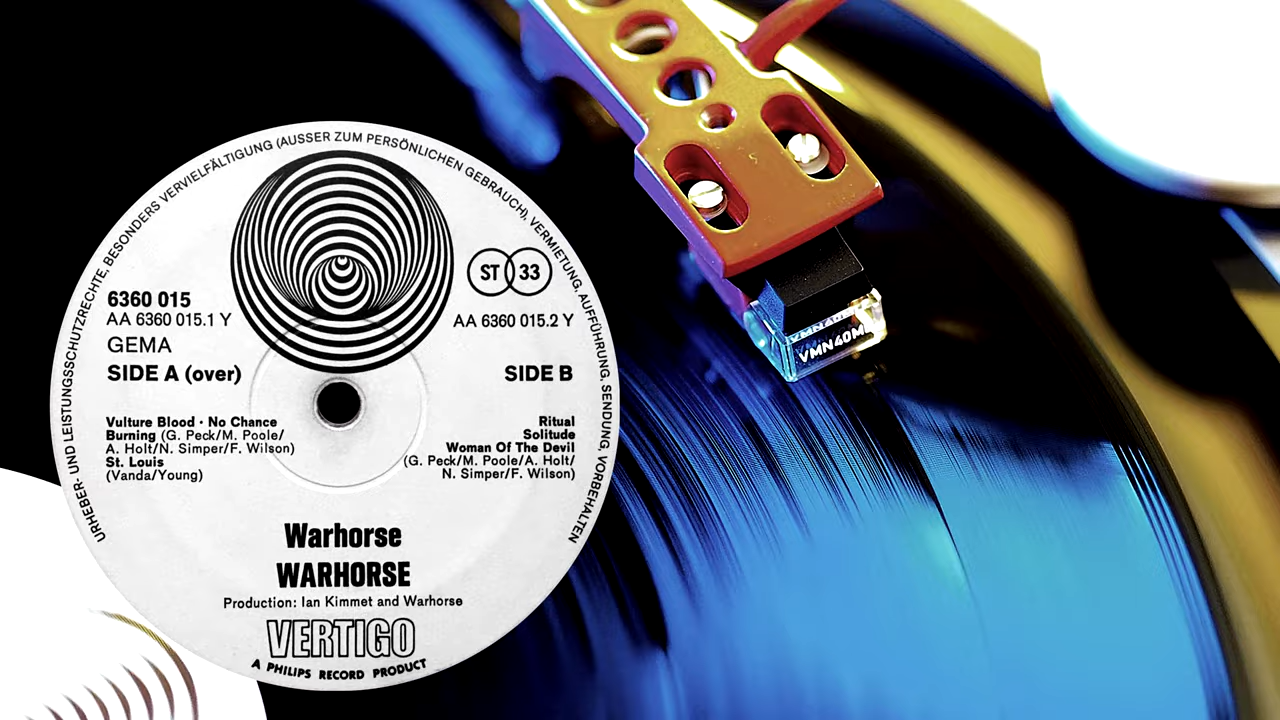 URHEBER- UND LEISTUNGSSCHUTZRECHTE, BESONDERS VERVIELFÄLTIGUNG (AUSSER ZUM PERSÖNLICHEN GEBRAUCH), VERMIETUNG, AUFFÜHRUNG, SENDUNG, VORBEHALTEN
ST 33
6360 015
AA 6360 015.1 Y
AA 6360 015.2 Y
GEMA
SIDE A (over)
SIDE B
Vulture Blood · No Chance
Burning (G. Peck/M. Poole/
A. Holt/N. Simper/F. Wilson)
St. Louis
(Vanda/Young)
Ritual
Solitude
Woman Of The Devil
(G. Peck/M. Poole/A. Holt/
N. Simper/F. Wilson)
Warhorse
WARHORSE
Production: Ian Kimmet and Warhorse
VERTIGO
A PHILIPS RECORD PRODUCT
VMN40M